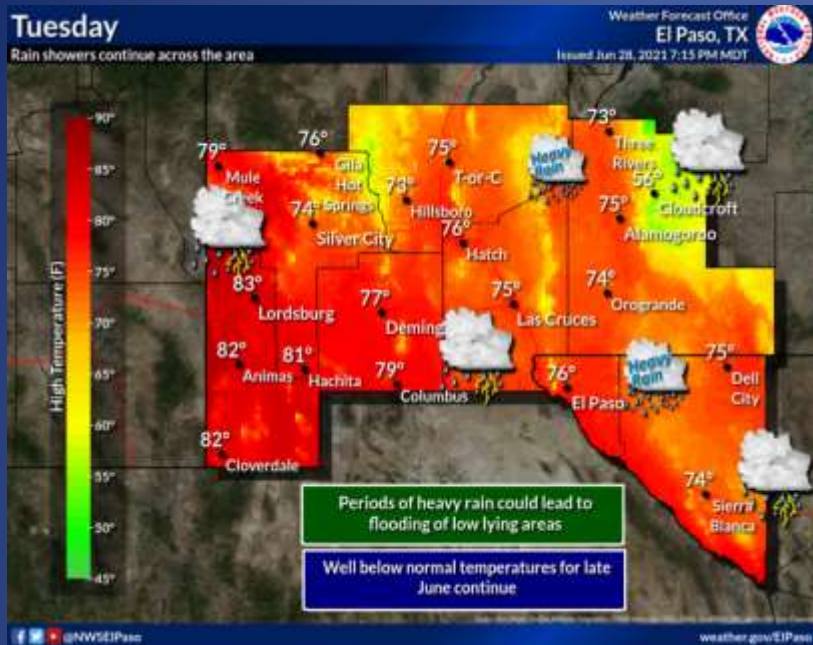 Tuesday
Rain showers continue across the area
Weather Forecast Office
El Paso, TX
Issued Jun 28, 2021 7:15 PM MDT
High Temperature (F)
90°
85°
80°
75°
70°
65°
60°
55°
50°
45°
79°
Mule
Creek
76°
Gila
Hot
Springs
75°
T-or-C
73°
Three
Rivers
Heavy
Rain
56°
Cloudcroft
73°
Hillsboro
74°
Silver City
75°
Alamogordo
76°
Hatch
83°
Lordsburg
77°
Deming
75°
Las Cruces
74°
Orogrande
82°
Animas
81°
Hachita
79°
Columbus
76°
El Paso
Heavy
Rain
75°
Dell
City
82°
Cloverdale
74°
Sierra
Blanca
Periods of heavy rain could lead to
flooding of low lying areas
Well below normal temperatures for late
June continue
@NWSElPaso
weather.gov/ElPaso